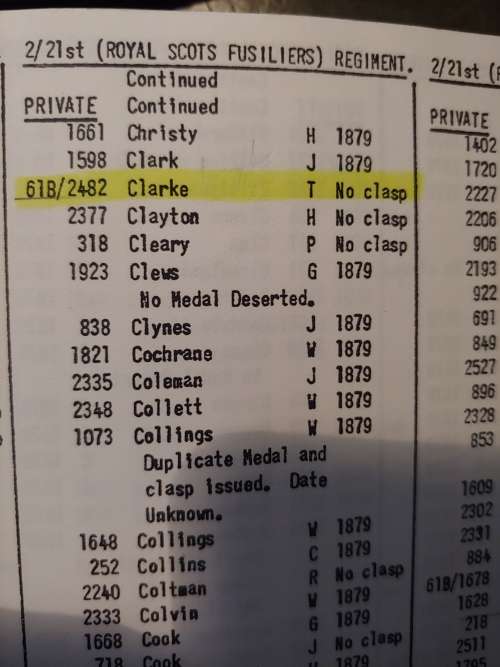 2/21st (ROYAL SCOTS FUSILIERS) REGIMENT.
Continued
PRIVATE Continued
1661 Christy H 1879
1598 Clark J 1879
61B/2482 Clarke T No clasp
2377 Clayton H No clasp
318 Cleary P No clasp
1923 Clews G 1879
No Medal Deserted.
838 Clynes J 1879
1821 Cochrane W 1879
2335 Coleman J 1879
2348 Collett W 1879
1073 Collings W 1879
Duplicate Medal and
clasp issued. Date
Unknown.
1648 Collings W 1879
252 Collins C 1879
2240 Coltman R No clasp
2333 Colvin W 1879
1668 Cook G 1879
718 Cook J No clasp
W 1879
2/21st
PRIVATE
1402
1720
2227
2206
906
2193
922
691
849
2527
896
2328
853
1609
2302
2331
884
61B/1678
1628
218
2511